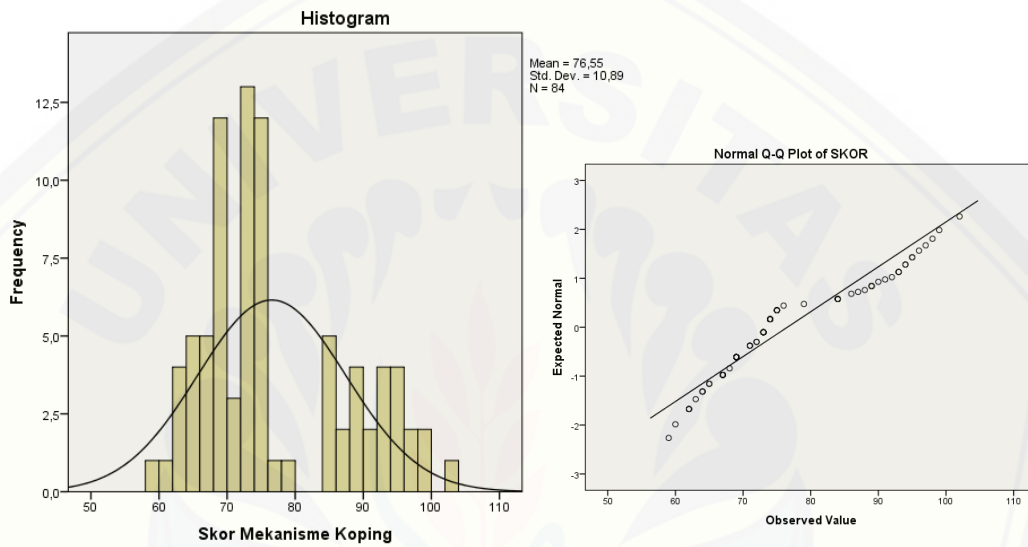 Histogram
Mean = 76,55
Std. Dev. = 10,89
N = 84
Frequency
12,5
10,0
7,5
5,0
2,5
0,0
50 60 70 80 90 100 110
Skor Mekanisme Koping
Normal Q-Q Plot of SKOR
Expected Normal
3
2
1
0
-1
-2
-3
50 60 70 80 90 100 110
Observed Value
UNIVERSITAS